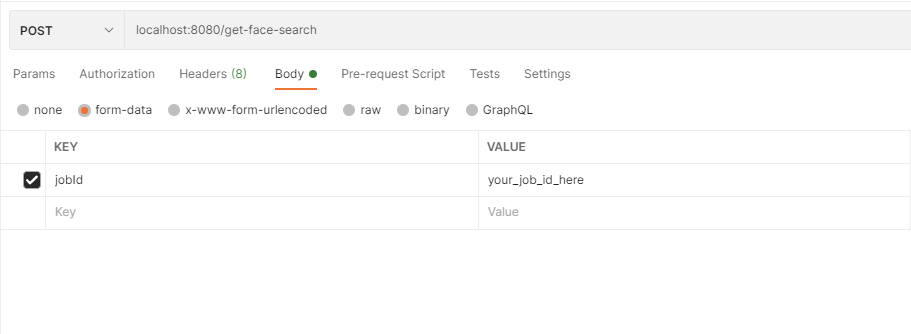 POST localhost:8080/get-face-search
Params Authorization Headers (8) Body Pre-request Script Tests Settings
none form-data x-www-form-urlencoded raw binary GraphQL
KEY VALUE
jobId your_job_id_here
Key Value